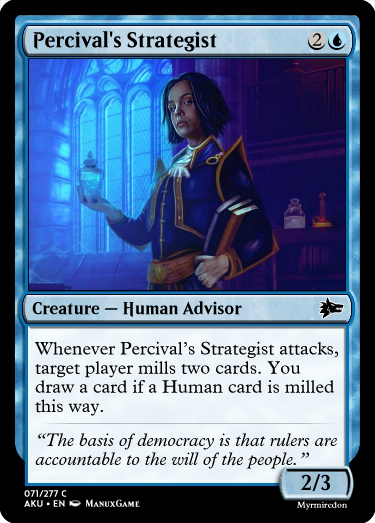 Percival's Strategist 2
Creature — Human Advisor
Whenever Percival's Strategist attacks,
target player mills two cards. You
draw a card if a Human card is milled
this way.
“The basis of democracy is that rulers are
accountable to the will of the people.”
2/3
071/277 C
AKU • EN ManuxGame
Myrmiredon